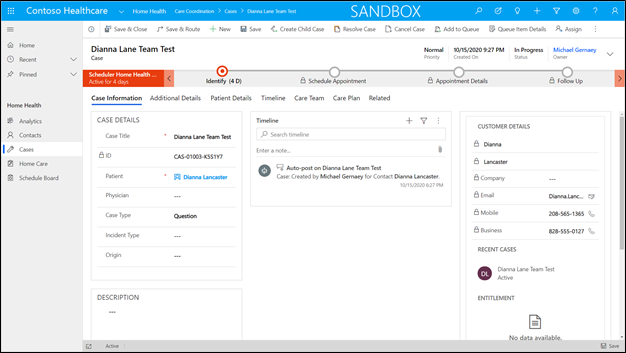 Contoso Healthcare
Home Health
Care Coordination > Cases > Dianna Lane Team Test >
SANDBOX
Save & Close
Save & Route
New
Save
Create Child Case
Resolve Case
Cancel Case
Add to Queue
Queue Item Details
Assign
Home
Recent
Pinned
Home Health
Analytics
Contacts
Cases
Home Care
Schedule Board
Dianna Lane Team Test
Case
Normal
Priority
10/15/2020 9:27 PM
Created On
In Progress
Status
Michael Gernaey
Owner
Scheduler Home Health ...
Active for 4 days
Identify (4 D)
Schedule Appointment
Appointment Details
Follow Up
Case Information
Additional Details
Patient Details
Timeline
Care Team
Care Plan
Related
CASE DETAILS
Case Title * Dianna Lane Team Test
ID CAS-01003-K5S1Y7
Patient * Dianna Lancaster
Physician ---
Case Type Question
Incident Type ---
Origin ---
DESCRIPTION
---
Timeline
Search timeline
Enter a note...
Auto-post on Dianna Lane Team Test
Case: Created by Michael Gernaey for Contact Dianna Lancaster.
10/15/2020 6:27 PM
CUSTOMER DETAILS
Dianna
Lancaster
Company ---
Email Dianna.Lanc...
Mobile 208-565-1365
Business 828-555-0127
RECENT CASES
DL
Dianna Lane Team Test
Active
ENTITLEMENT
No data available.
Active
Save